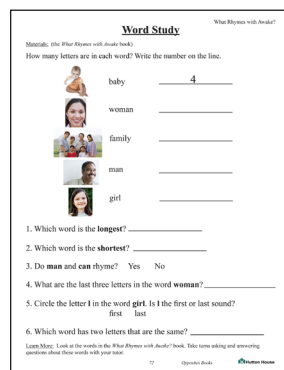 What Rhymes with Awake?
Word Study
Materials: (the What Rhymes with Awake book)
How many letters are in each word? Write the number on the line.
baby 4
woman
family
man
girl
1. Which word is the longest?
2. Which word is the shortest?
3. Do man and can rhyme? Yes No
4. What are the last three letters in the word woman?
5. Circle the letter l in the word girl. Is l the first or last sound?
first last
6. Which word has two letters that are the same?
Learn More: Look at the words in the What Rhymes with Awake? book. Take turns asking and answering
questions about these words with your tutor.
72 Opposites Books Hutton House